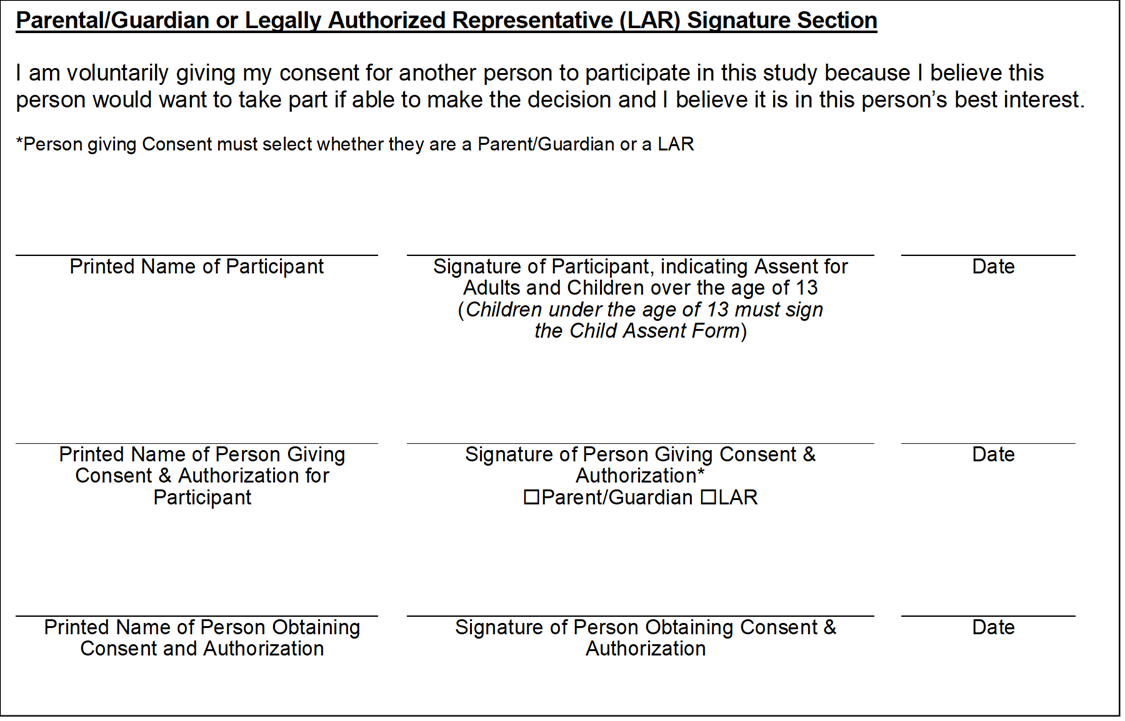 Parental/Guardian or Legally Authorized Representative (LAR) Signature Section
I am voluntarily giving my consent for another person to participate in this study because I believe this
person would want to take part if able to make the decision and I believe it is in this person’s best interest.
*Person giving Consent must select whether they are a Parent/Guardian or a LAR
Printed Name of Participant
Signature of Participant, indicating Assent for
Adults and Children over the age of 13
(Children under the age of 13 must sign
the Child Assent Form)
Date
Printed Name of Person Giving
Consent & Authorization for
Participant
Signature of Person Giving Consent &
Authorization*
☐Parent/Guardian ☐LAR
Date
Printed Name of Person Obtaining
Consent and Authorization
Signature of Person Obtaining Consent &
Authorization
Date